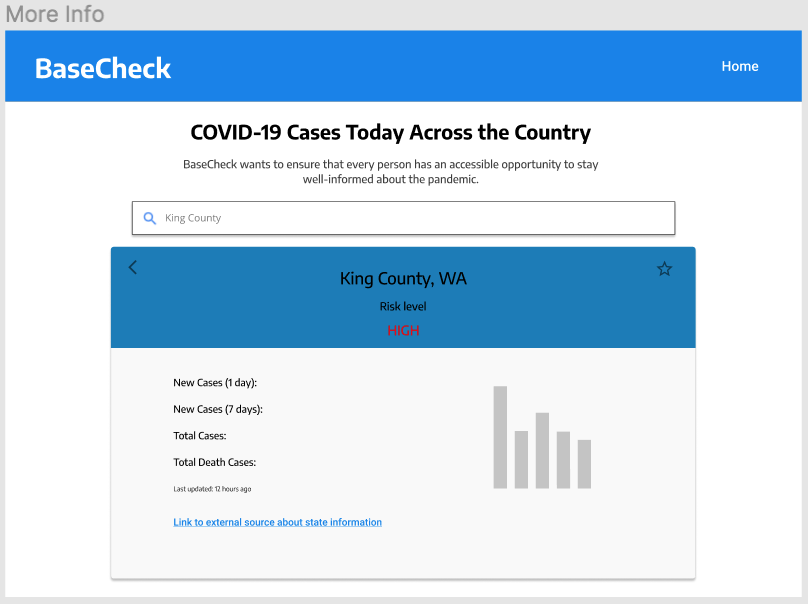 More Info
BaseCheck
Home
COVID-19 Cases Today Across the Country
BaseCheck wants to ensure that every person has an accessible opportunity to stay
well-informed about the pandemic.
King County
King County, WA
Risk level
HIGH
New Cases (1 day):
New Cases (7 days):
Total Cases:
Total Death Cases:
Last updated: 12 hours ago
Link to external source about state information